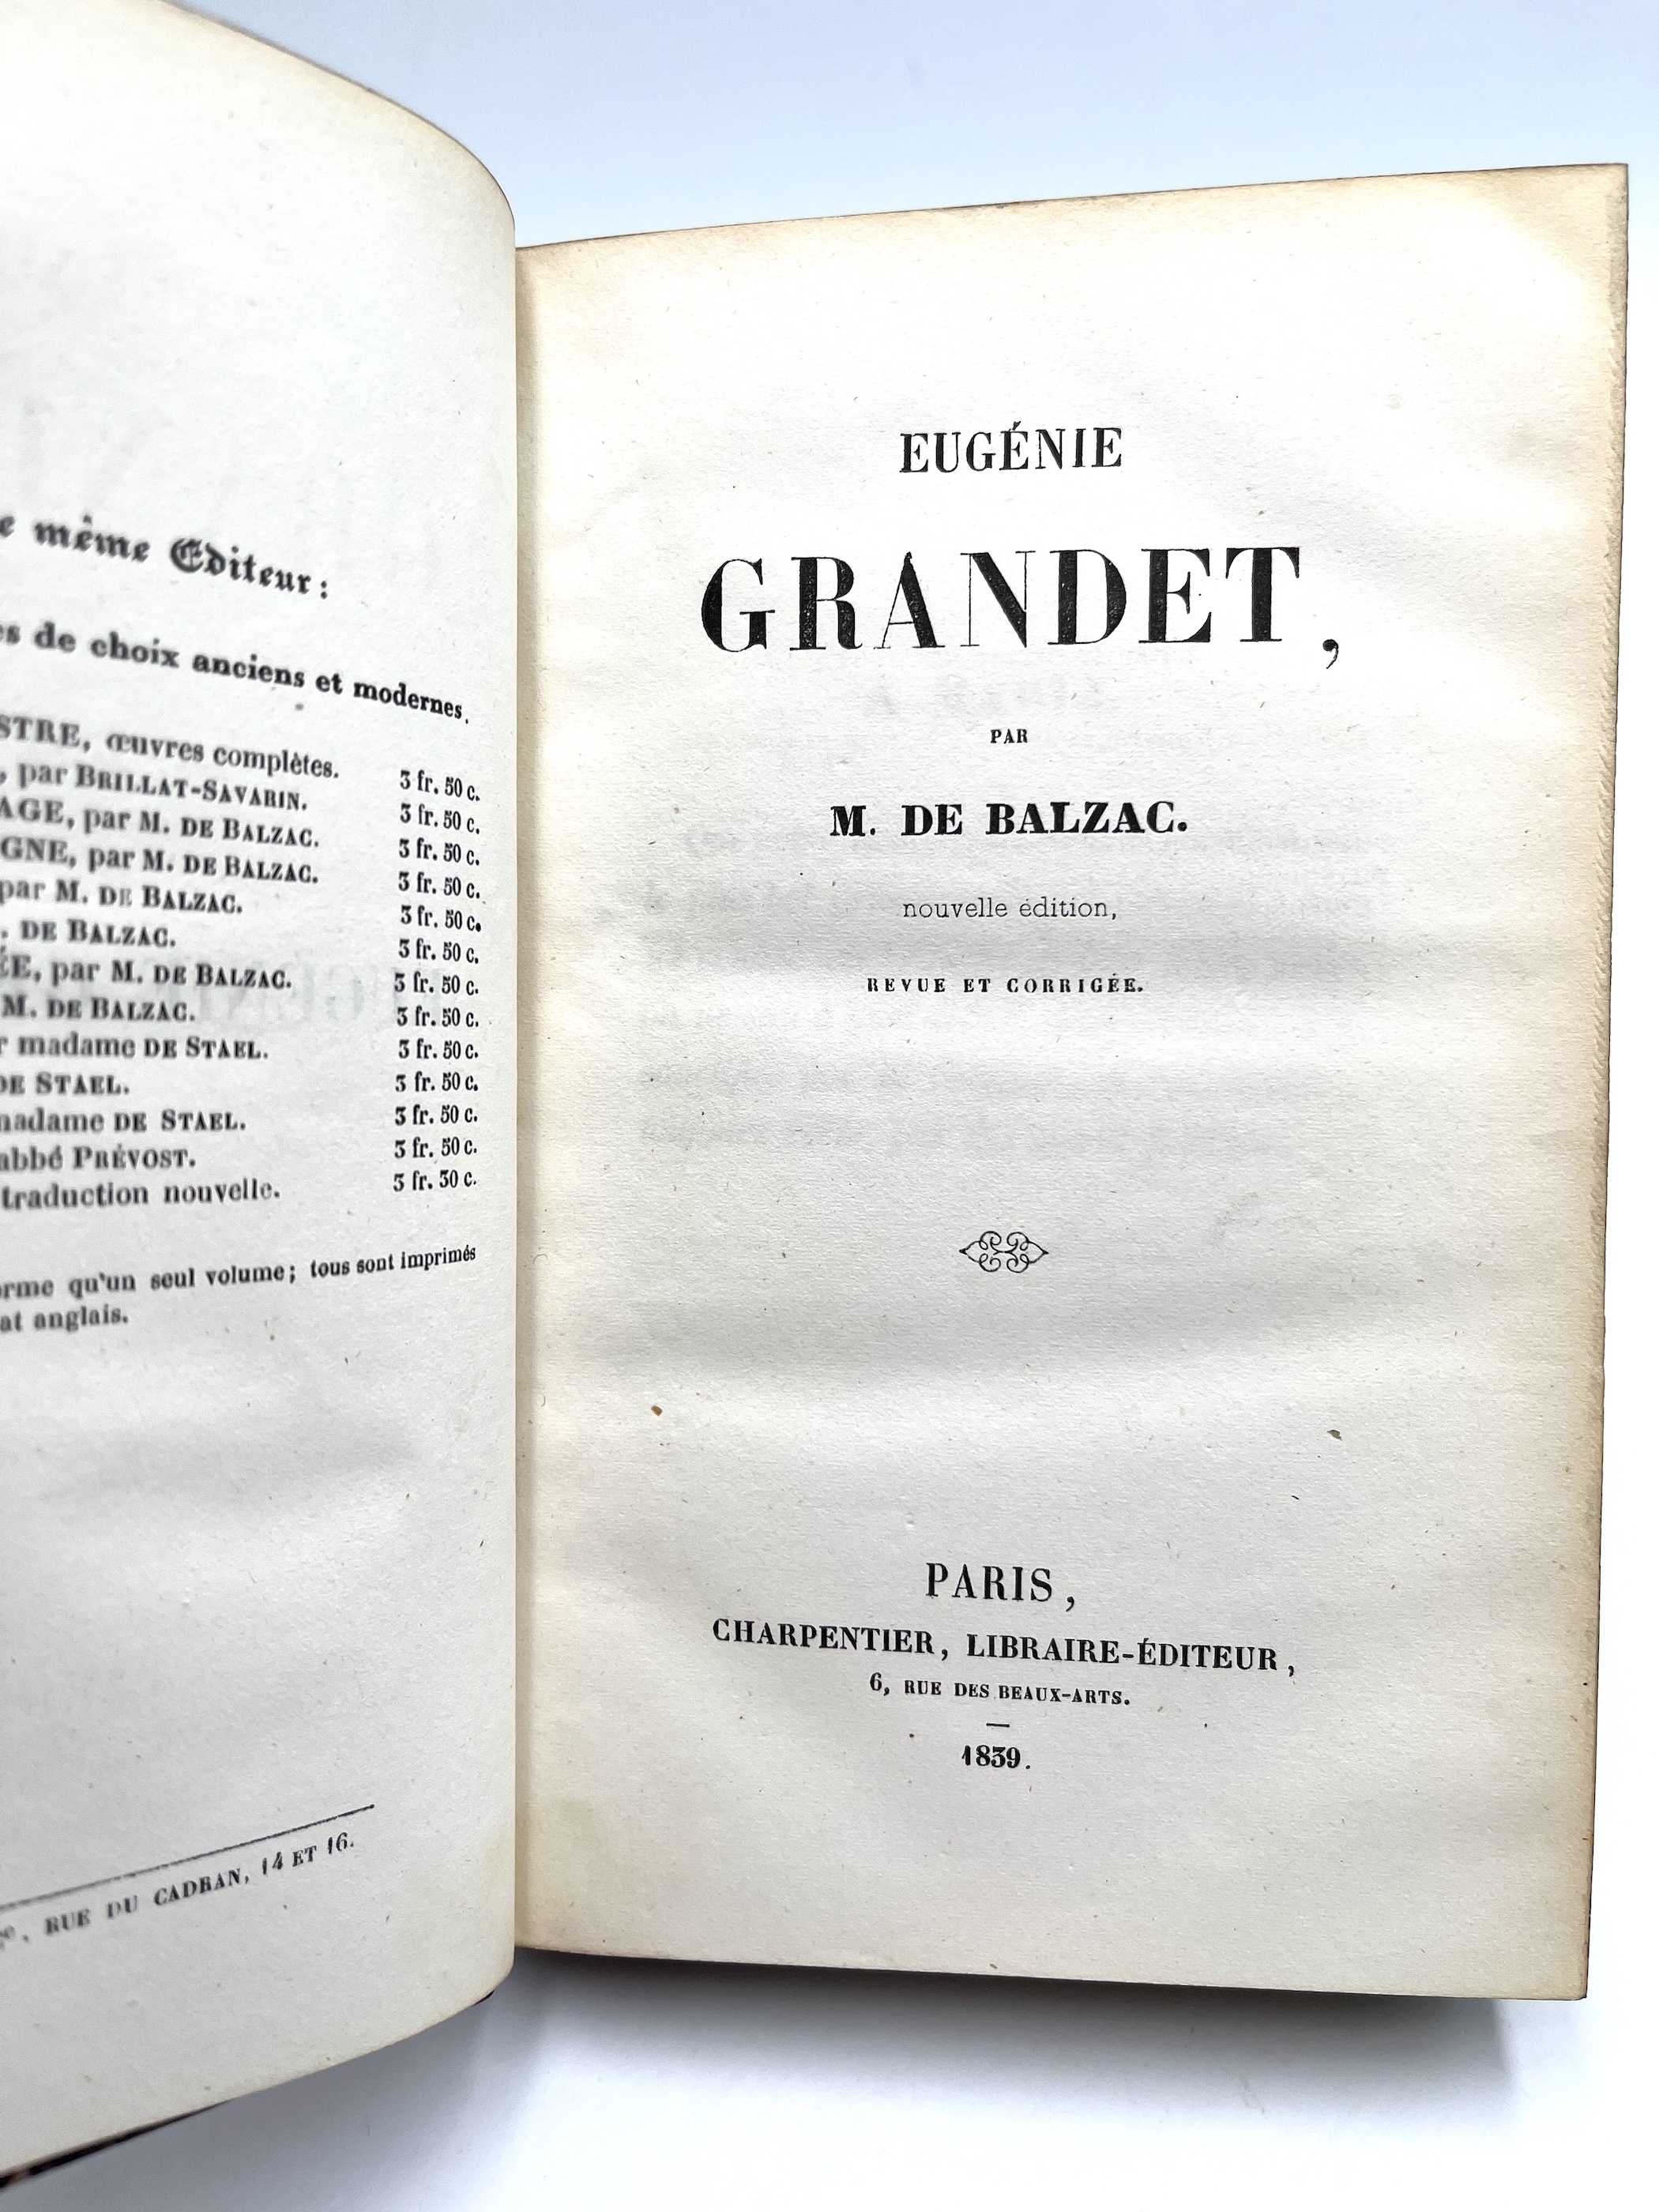 même Editeur :
de choix anciens et modernes.
STRE, œuvres complètes. 3 fr. 50 c.
, par BRILLAT-SAVARIN. 3 fr. 50 c.
AGE, par M. DE BALZAC. 3 fr. 50 c.
GNE, par M. DE BALZAC. 3 fr. 50 c.
par M. DE BALZAC. 3 fr. 50 c.
. DE BALZAC. 3 fr. 50 c.
ÉE, par M. DE BALZAC. 3 fr. 50 c.
M. DE BALZAC. 3 fr. 50 c.
r madame DE STAEL. 3 fr. 50 c.
DE STAEL. 3 fr. 50 c.
madame DE STAEL. 3 fr. 50 c.
abbé PRÉVOST. 3 fr. 50 c.
traduction nouvelle. 3 fr. 50 c.
orme qu'un seul volume ; tous sont imprimés
at anglais.
, RUE DU CADRAN, 14 ET 16.
EUGÉNIE
GRANDET,
PAR
M. DE BALZAC.
nouvelle édition,
REVUE ET CORRIGÉE.
PARIS,
CHARPENTIER, LIBRAIRE-ÉDITEUR,
6, RUE DES BEAUX-ARTS.
—
1839.